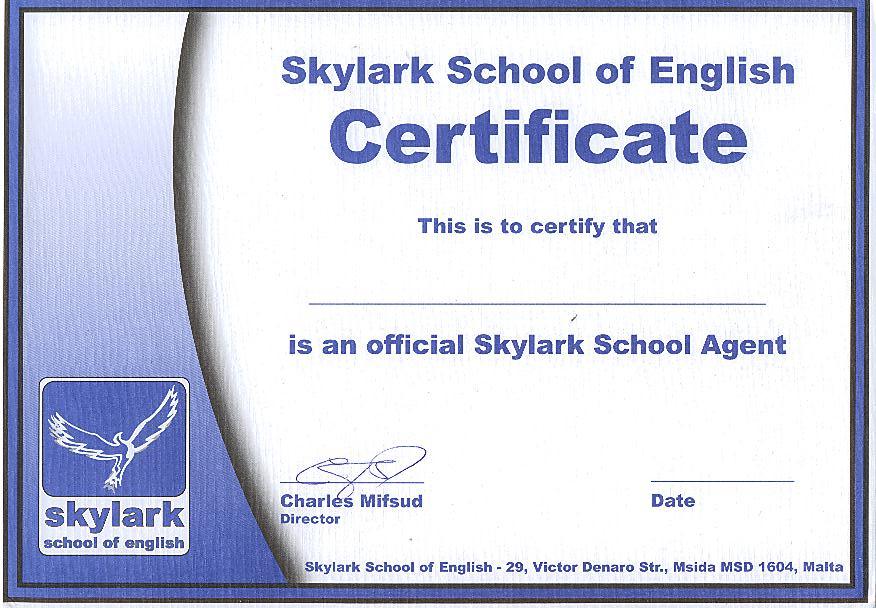 Skylark School of English
Certificate
This is to certify that
is an official Skylark School Agent
Charles Mifsud
Director
Date
skylark
school of english
Skylark School of English - 29, Victor Denaro Str., Msida MSD 1604, Malta